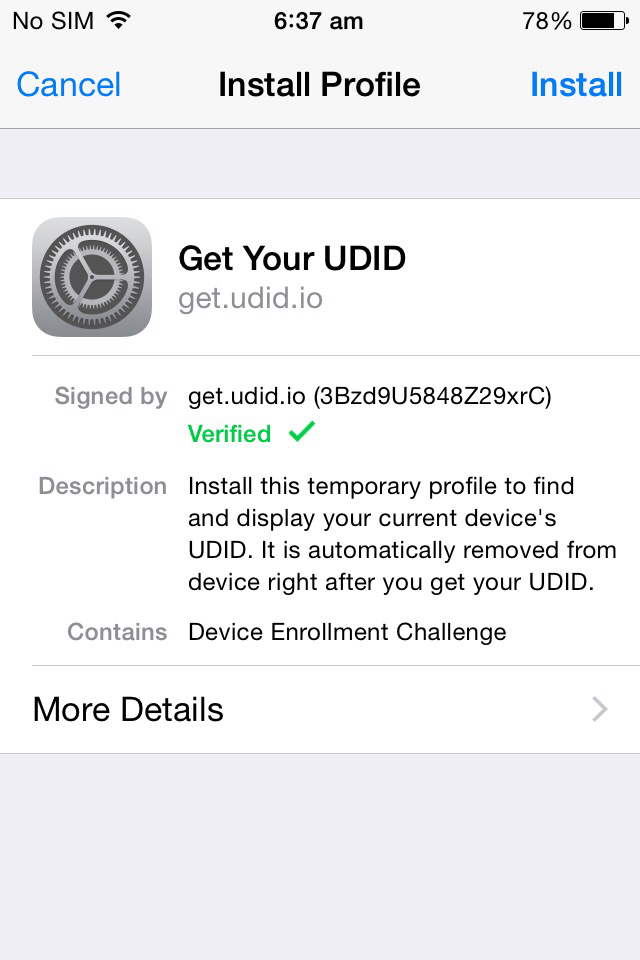 No SIM 6:37 am 78%
Cancel Install Profile Install
Get Your UDID
get.udid.io
Signed by get.udid.io (3Bzd9U5848Z29xrC)
Verified
Description Install this temporary profile to find
and display your current device's
UDID. It is automatically removed from
device right after you get your UDID.
Contains Device Enrollment Challenge
More Details